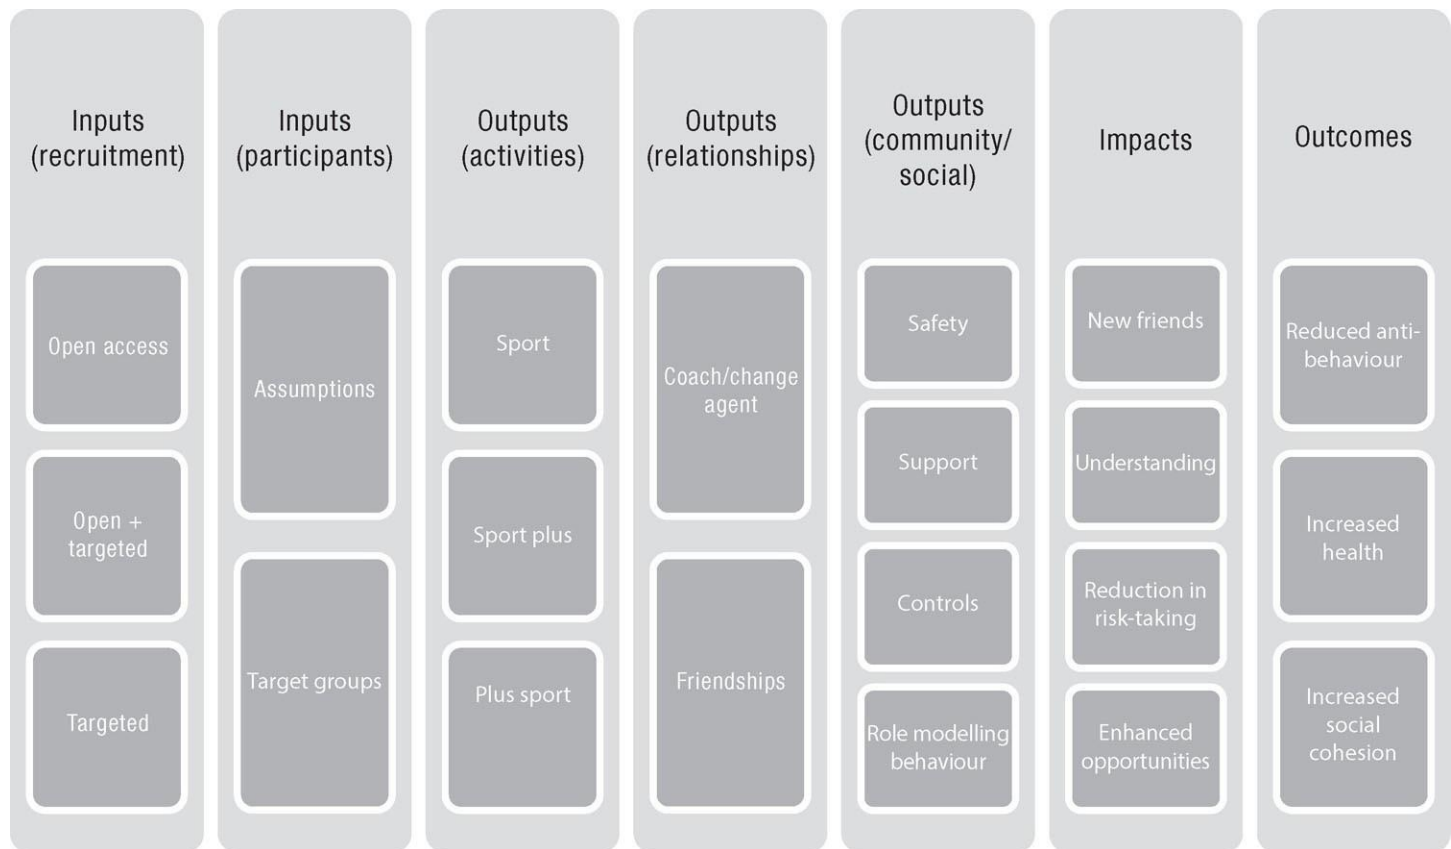 Inputs
(recruitment)
Open access
Open +
targeted
Targeted
Inputs
(participants)
Assumptions
Target groups
Outputs
(activities)
Sport
Sport plus
Plus sport
Outputs
(relationships)
Coach/change
agent
Friendships
Outputs
(community/
social)
Safety
Support
Controls
Role modelling
behaviour
Impacts
New friends
Understanding
Reduction in
risk-taking
Enhanced
opportunities
Outcomes
Reduced anti-
behaviour
Increased
health
Increased
social
cohesion